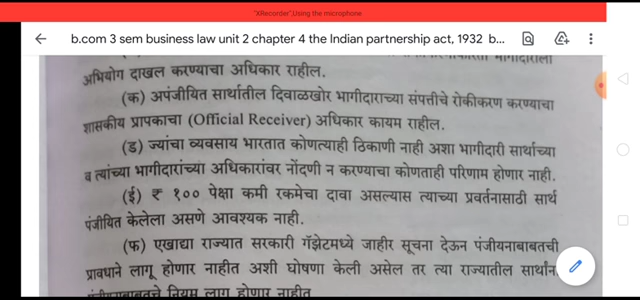 "XRecorder",Using the microphone
b.com 3 sem business law unit 2 chapter 4 the Indian partnership act, 1932 b...
भागीदाराला
अभियोग दाखल करण्याचा अधिकार राहील.
(क) अपंजीयित सार्थातील दिवाळखोर भागीदाराच्या संपत्तीचे रोकीकरण करण्याचा
शासकीय प्रापकाचा (Official Receiver) अधिकार कायम राहील.
(ड) ज्यांचा व्यवसाय भारतात कोणत्याही ठिकाणी नाही अशा भागीदारी सार्थाच्या
व त्यांच्या भागीदारांच्या अधिकारांवर नोंदणी न करण्याचा कोणताही परिणाम होणार नाही.
(ई) ₹ १०० पेक्षा कमी रकमेचा दावा असल्यास त्याच्या प्रवर्तनासाठी सार्थ
पंजीयित केलेला असणे आवश्यक नाही.
(फ) एखाद्या राज्यात सरकारी गॅझेटमध्ये जाहीर सूचना देऊन पंजीयनाबाबतची
प्रावधाने लागू होणार नाहीत अशी घोषणा केली असेल तर त्या राज्यातील सार्थांन
नियम लागू होणार नाहीत